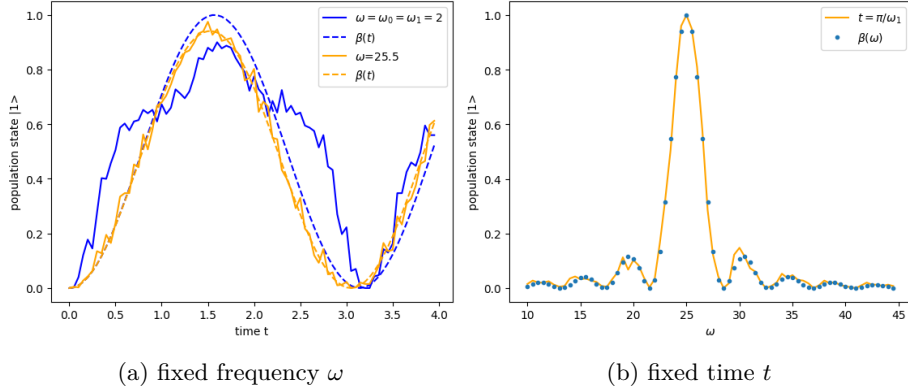 ω = ω₀ = ω₁ = 2
β(t)
ω=25.5
β(t)
population state |1>
1.0
0.8
0.6
0.4
0.2
0.0
0.0 0.5 1.0 1.5 2.0 2.5 3.0 3.5 4.0
time t
(a) fixed frequency ω
t = π/ω₁
β(ω)
population state |1>
1.0
0.8
0.6
0.4
0.2
0.0
10 15 20 25 30 35 40 45
ω
(b) fixed time t